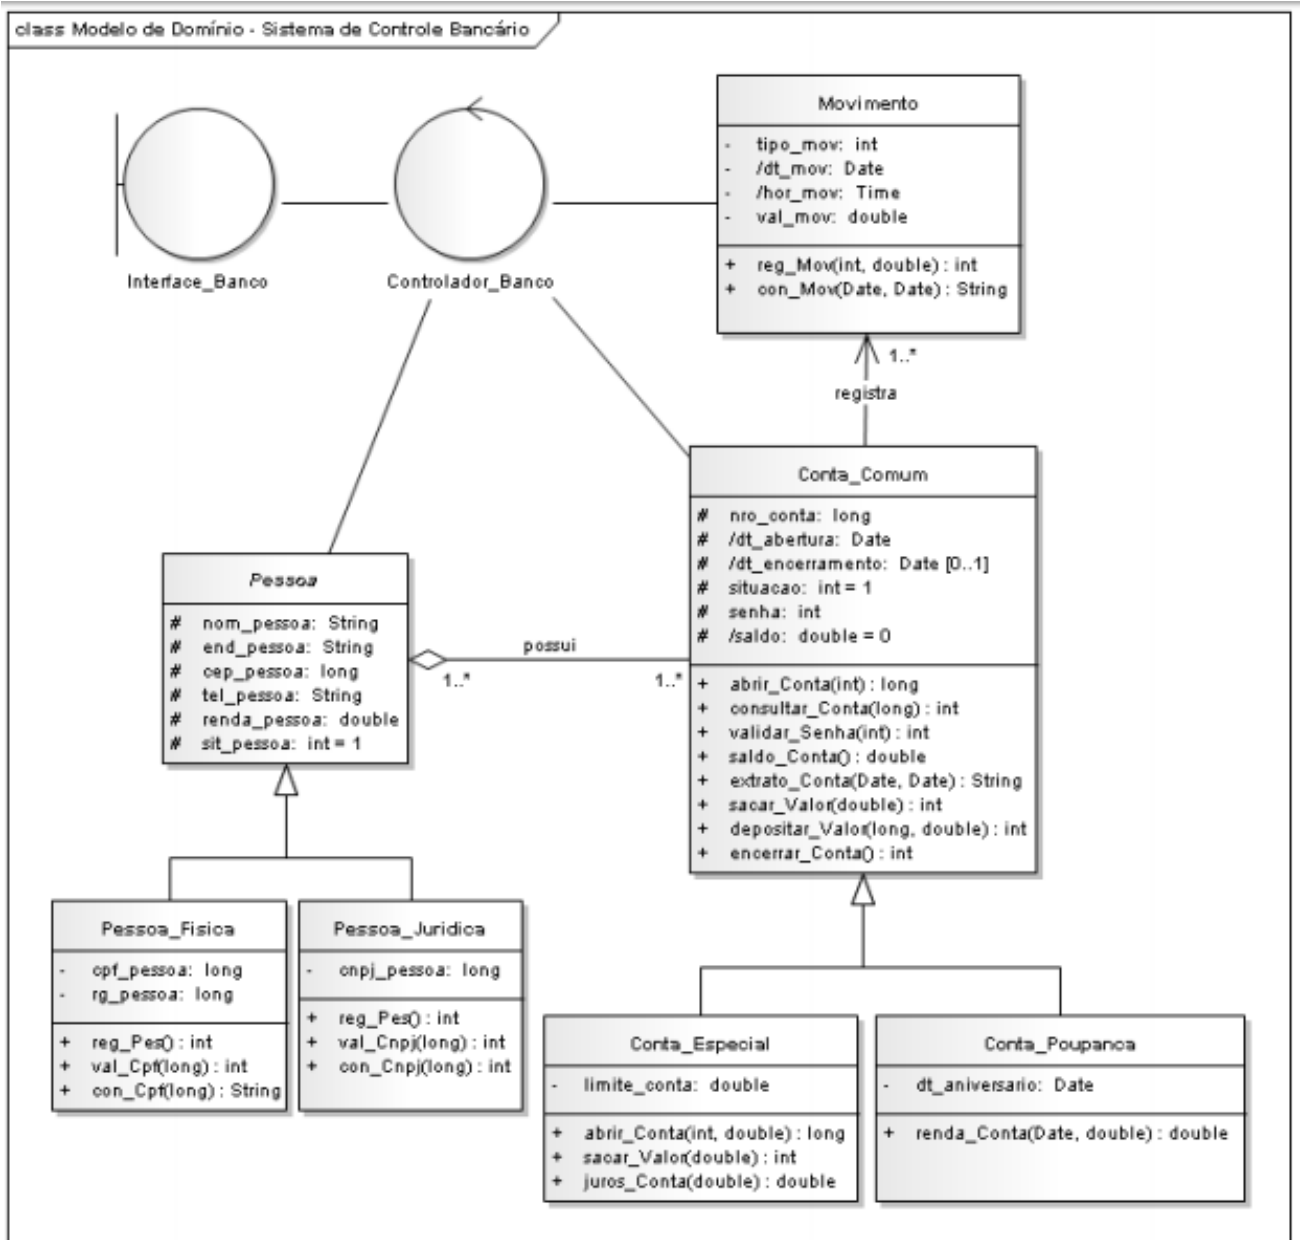 class Modelo de Domínio - Sistema de Controle Bancário
Interface_Banco
Controlador_Banco
Movimento
- tipo_mov: int
- /dt_mov: Date
- /hor_mov: Time
- val_mov: double
+ reg_Mov(int, double) : int
+ con_Mov(Date, Date) : String
1..*
registra
Conta_Comum
# nro_conta: long
# /dt_abertura: Date
# /dt_encerramento: Date [0..1]
# situacao: int = 1
# senha: int
# /saldo: double = 0
+ abrir_Conta(int) : long
+ consultar_Conta(long) : int
+ validar_Senha(int) : int
+ saldo_Conta() : double
+ extrato_Conta(Date, Date) : String
+ sacar_Valor(double) : int
+ depositar_Valor(long, double) : int
+ encerrar_Conta() : int
Pessoa
# nom_pessoa: String
# end_pessoa: String
# cep_pessoa: long
# tel_pessoa: String
# renda_pessoa: double
# sit_pessoa: int = 1
possui
1..*
1..*
Pessoa_Fisica
- cpf_pessoa: long
- rg_pessoa: long
+ reg_Pes() : int
+ val_Cpf(long) : int
+ con_Cpf(long) : String
Pessoa_Juridica
- cnpj_pessoa: long
+ reg_Pes() : int
+ val_Cnpj(long) : int
+ con_Cnpj(long) : int
Conta_Especial
- limite_conta: double
+ abrir_Conta(int, double) : long
+ sacar_Valor(double) : int
+ juros_Conta(double) : double
Conta_Poupanca
- dt_aniversario: Date
+ renda_Conta(Date, double) : double